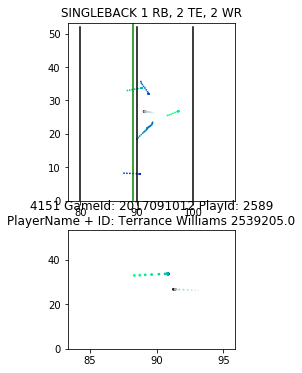 SINGLEBACK 1 RB, 2 TE, 2 WR
50
40
30
20
10
0
80 90 100
4151 GameId: 2017091012 PlayId: 2589
PlayerName + ID: Terrance Williams 2539205.0
40
20
0
85 90 95